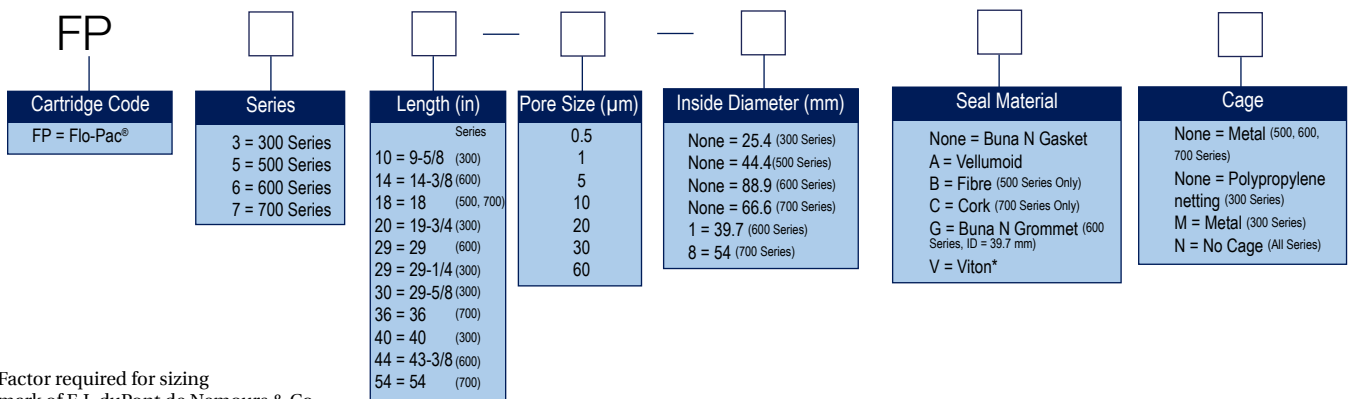 FP
Cartridge Code
FP = Flo-Pac®
Series
3 = 300 Series
5 = 500 Series
6 = 600 Series
7 = 700 Series
Length (in)
Series
10 = 9-5/8 (300)
14 = 14-3/8 (600)
18 = 18 (500, 700)
20 = 19-3/4 (300)
29 = 29 (600)
29 = 29-1/4 (300)
30 = 29-5/8 (300)
36 = 36 (700)
40 = 40 (300)
44 = 43-3/8 (600)
54 = 54 (700)
Pore Size (µm)
0.5
1
5
10
20
30
60
Inside Diameter (mm)
None = 25.4 (300 Series)
None = 44.4(500 Series)
None = 88.9 (600 Series)
None = 66.6 (700 Series)
1 = 39.7 (600 Series)
8 = 54 (700 Series)
Seal Material
None = Buna N Gasket
A = Vellumoid
B = Fibre (500 Series Only)
C = Cork (700 Series Only)
G = Buna N Grommet (600
Series, ID = 39.7 mm)
V = Viton*
Cage
None = Metal (500, 600,
700 Series)
None = Polypropylene
netting (300 Series)
M = Metal (300 Series)
N = No Cage (All Series)
Factor required for sizing